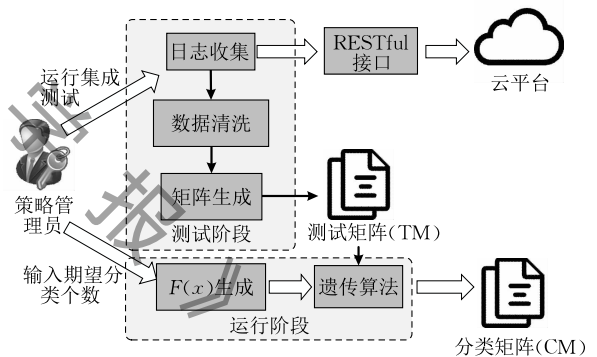 日志收集
RESTful
接口
云平台
运行集成
测试
数据清洗
策略管
理员
矩阵生成
测试阶段
测试矩阵(TM)
输入期望分
类个数
F(x)生成
遗传算法
运行阶段
分类矩阵(CM)
报
》